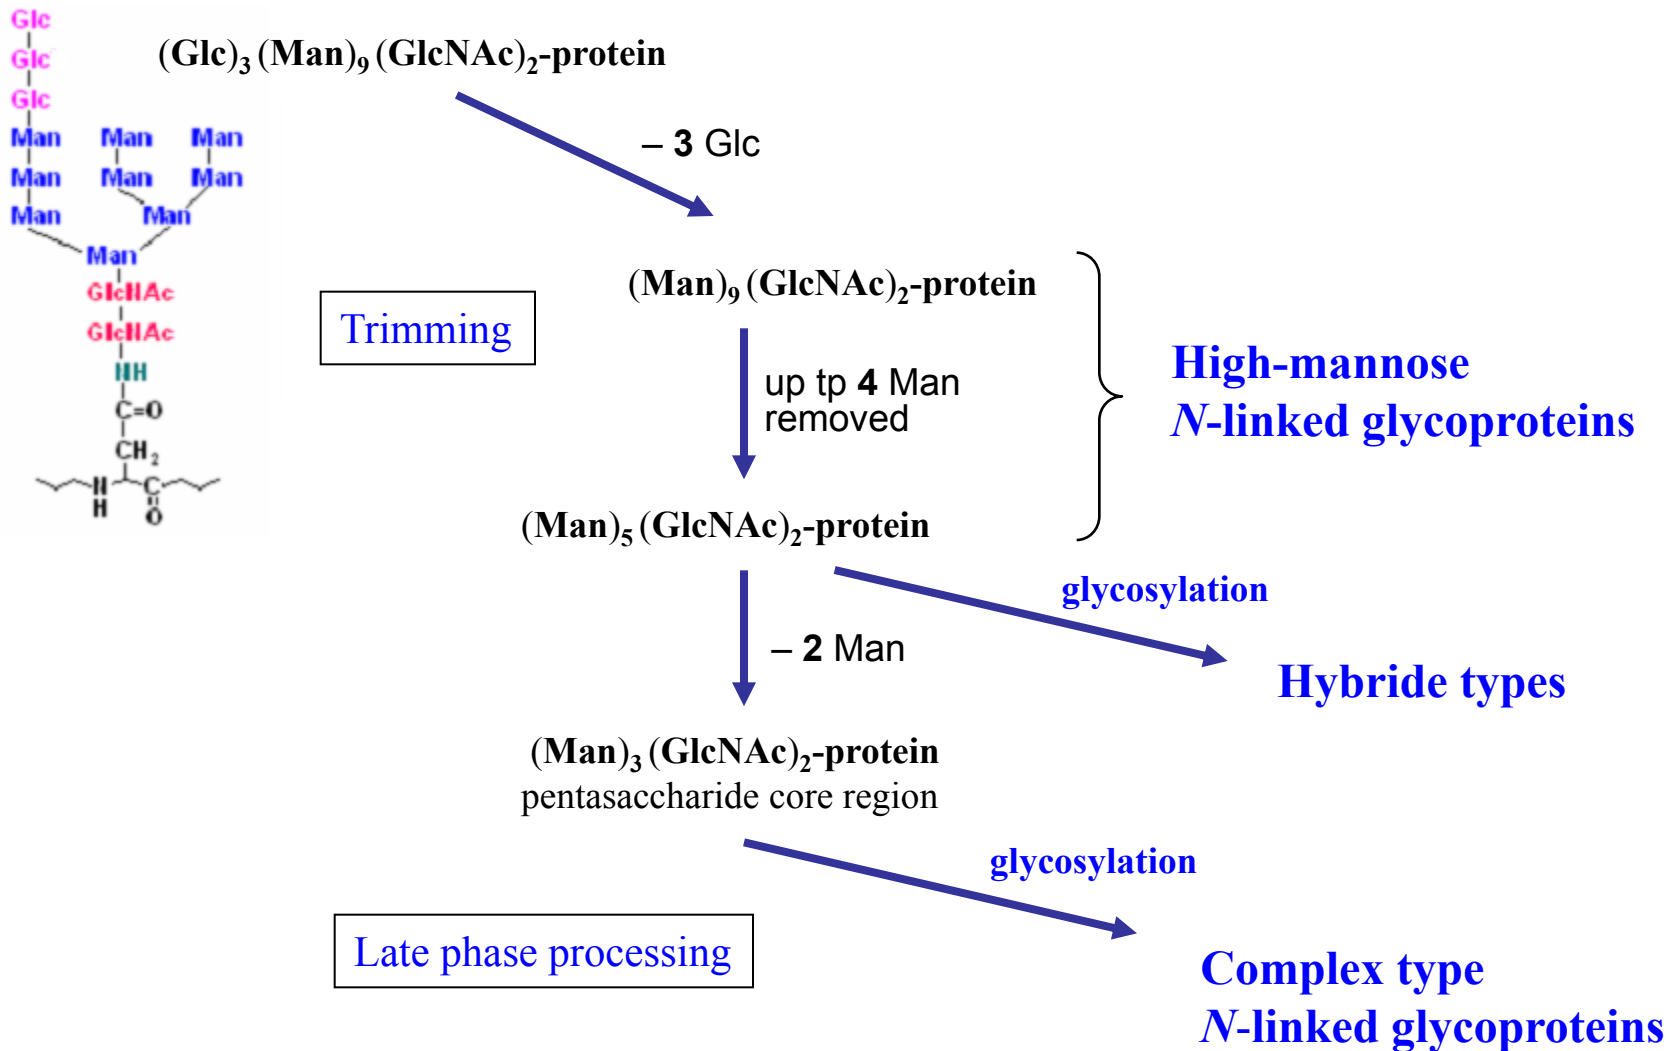 Glc
Glc
Glc
Man Man Man
Man Man Man
Man Man
Man
GlcNAc
GlcNAc
NH
C=O
CH₂
N C
H O
(Glc)₃ (Man)₉ (GlcNAc)₂-protein
– 3 Glc
(Man)₉ (GlcNAc)₂-protein
Trimming
up tp 4 Man
removed
High-mannose
N-linked glycoproteins
(Man)₅ (GlcNAc)₂-protein
glycosylation
– 2 Man
Hybride types
(Man)₃ (GlcNAc)₂-protein
pentasaccharide core region
glycosylation
Late phase processing
Complex type
N-linked glycoproteins